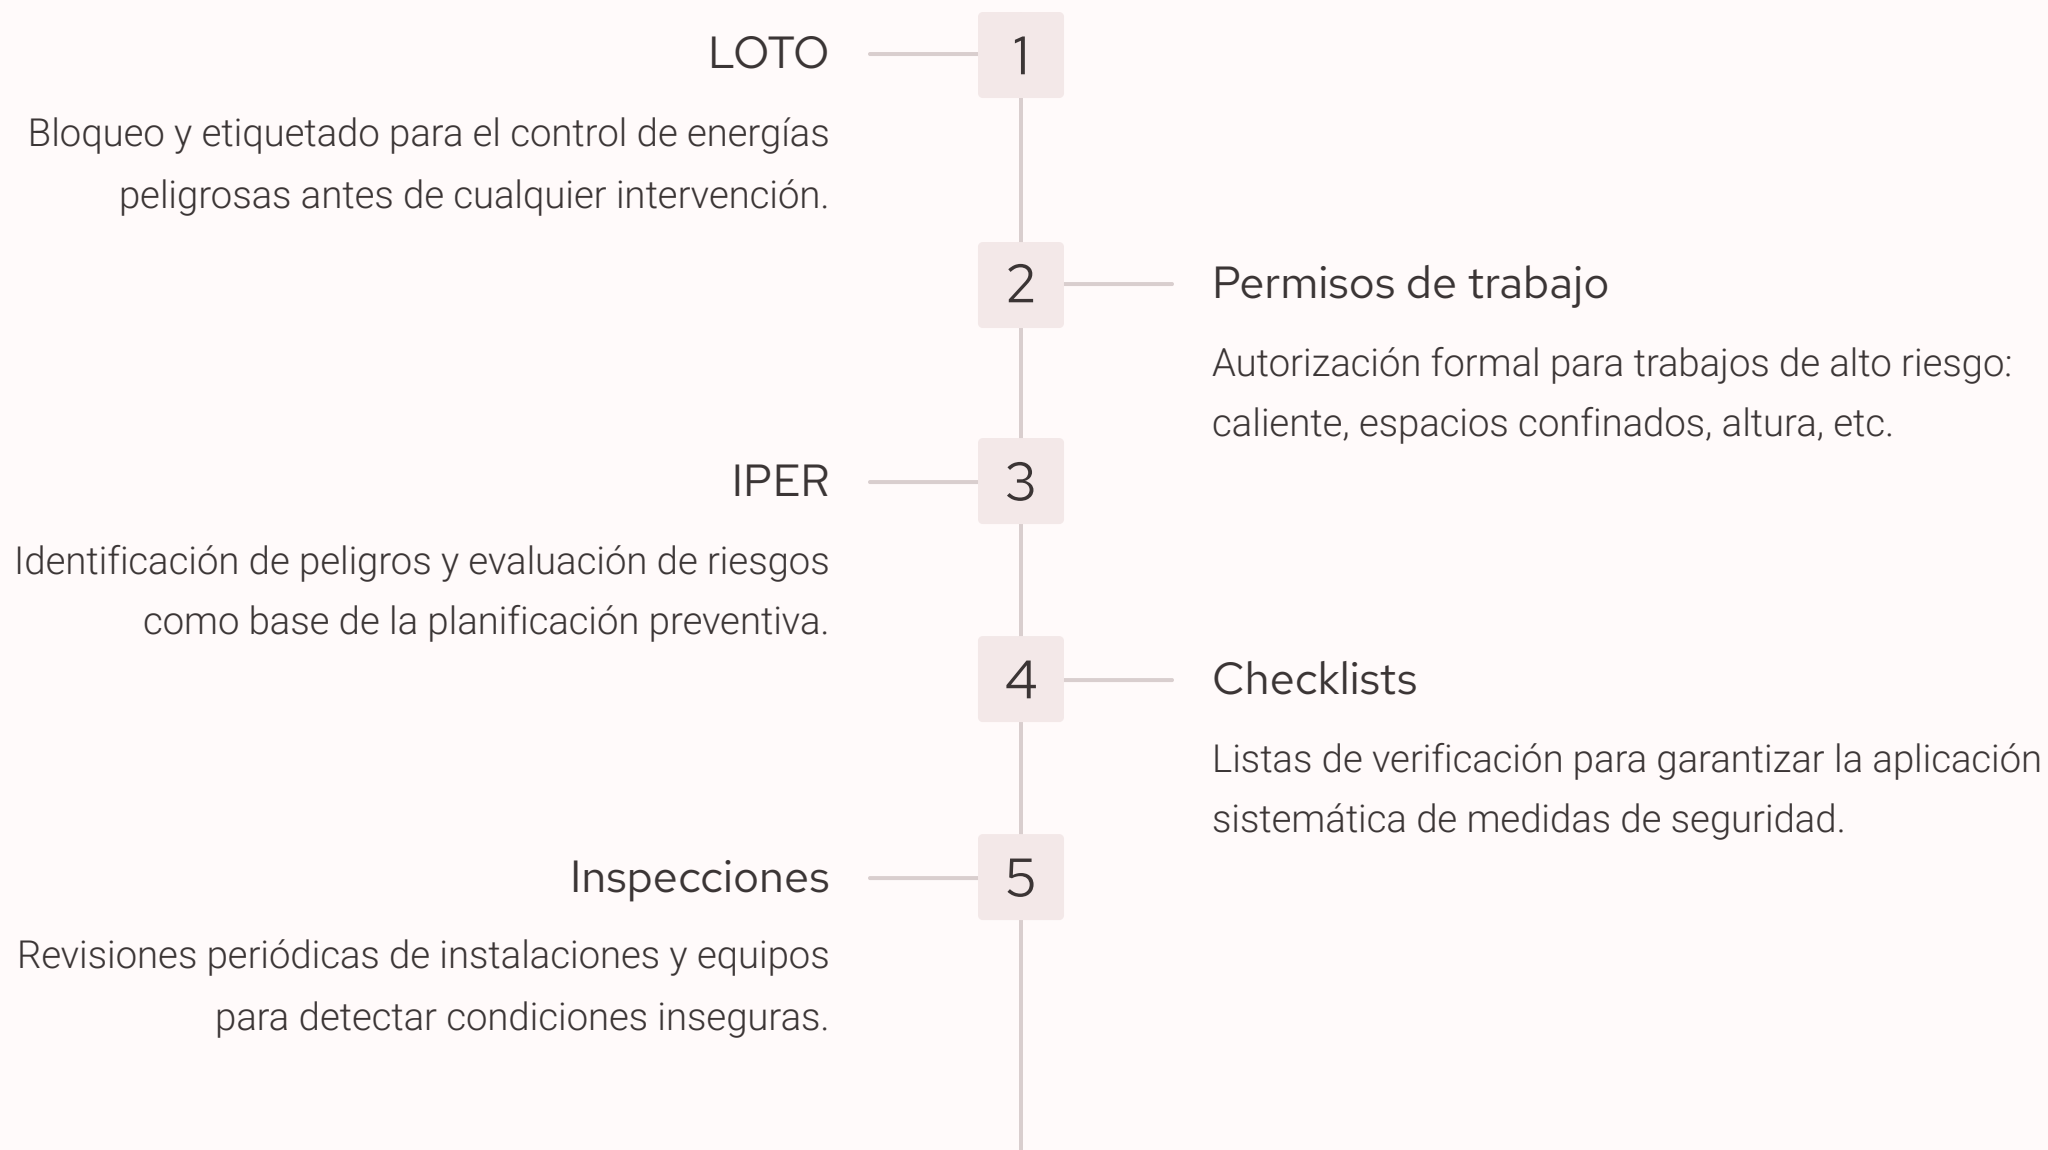 LOTO
1
Bloqueo y etiquetado para el control de energías
peligrosas antes de cualquier intervención.
2
Permisos de trabajo
Autorización formal para trabajos de alto riesgo:
caliente, espacios confinados, altura, etc.
IPER
3
Identificación de peligros y evaluación de riesgos
como base de la planificación preventiva.
4
Checklists
Listas de verificación para garantizar la aplicación
sistemática de medidas de seguridad.
Inspecciones
5
Revisiones periódicas de instalaciones y equipos
para detectar condiciones inseguras.